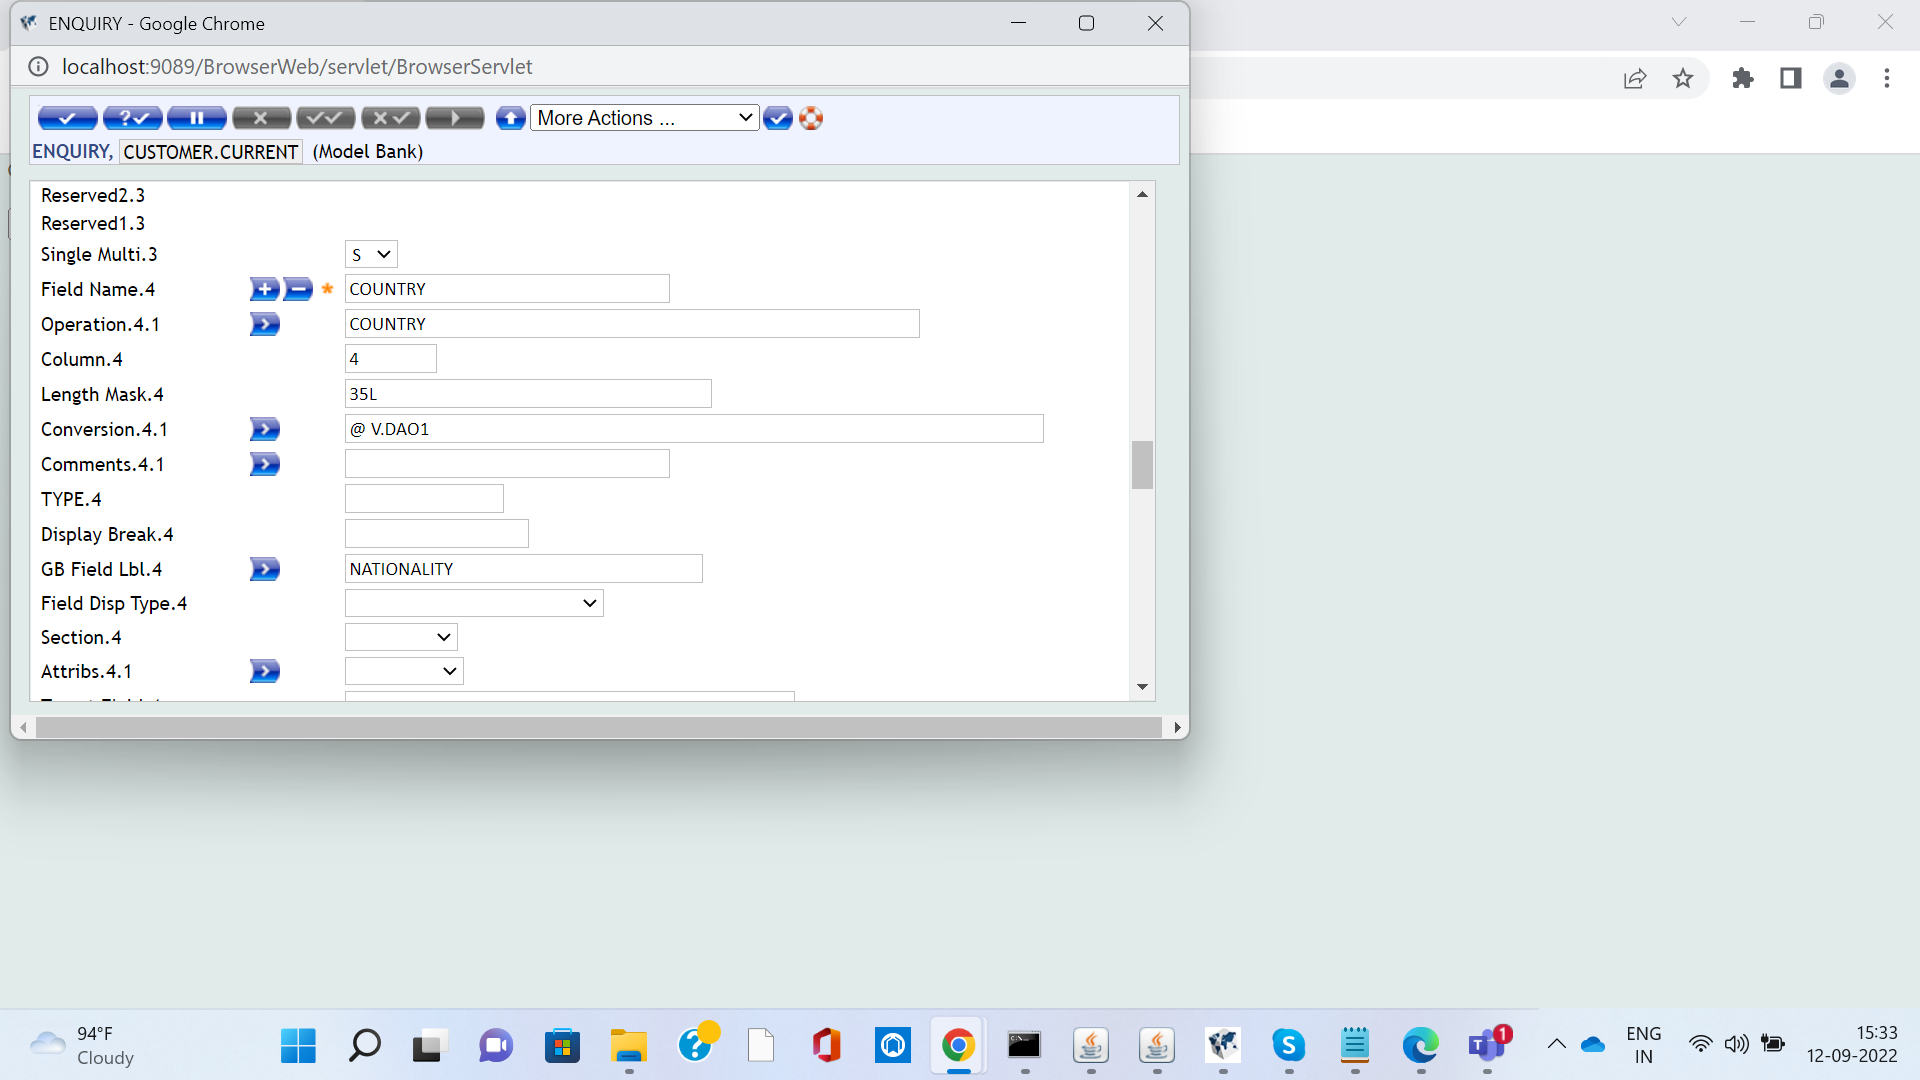 ENQUIRY - Google Chrome
localhost:9089/BrowserWeb/servlet/BrowserServlet
More Actions ...
ENQUIRY, CUSTOMER.CURRENT (Model Bank)
Reserved2.3
Reserved1.3
Single Multi.3 S
Field Name.4 * COUNTRY
Operation.4.1 COUNTRY
Column.4 4
Length Mask.4 35L
Conversion.4.1 @ V.DAO1
Comments.4.1
TYPE.4
Display Break.4
GB Field Lbl.4 NATIONALITY
Field Disp Type.4
Section.4
Attribs.4.1
94°F
Cloudy
1
ENG
IN
15:33
12-09-2022